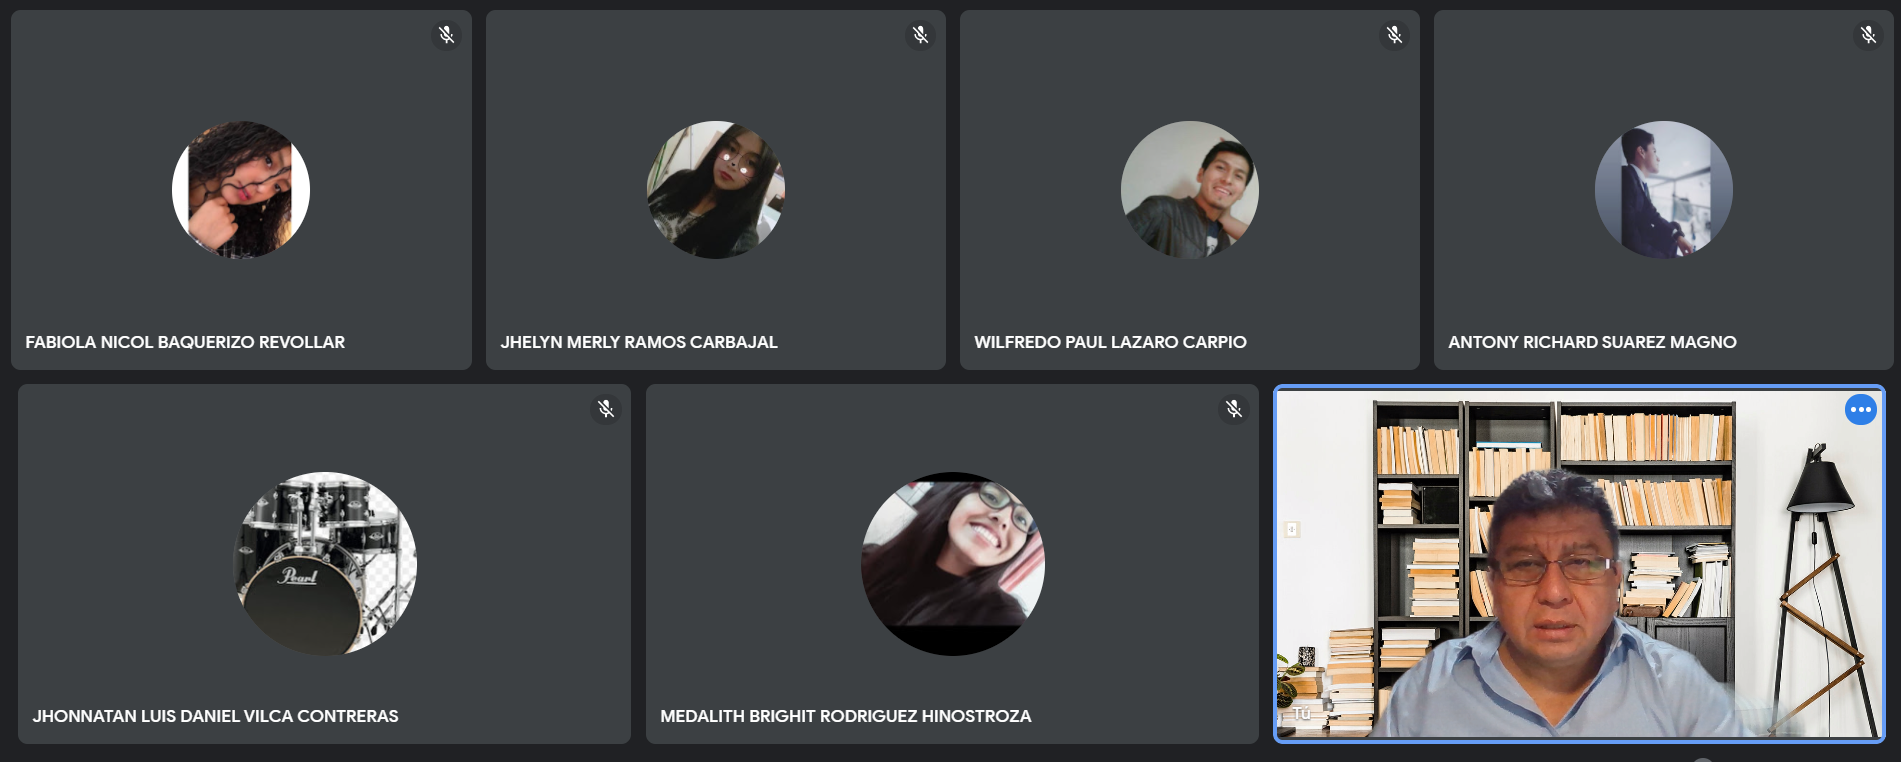 FABIOLA NICOL BAQUERIZO REVOLLAR
JHELYN MERLY RAMOS CARBAJAL
WILFREDO PAUL LAZARO CARPIO
ANTONY RICHARD SUAREZ MAGNO
Pearl
JHONNATAN LUIS DANIEL VILCA CONTRERAS
MEDALITH BRIGHIT RODRIGUEZ HINOSTROZA
Tú